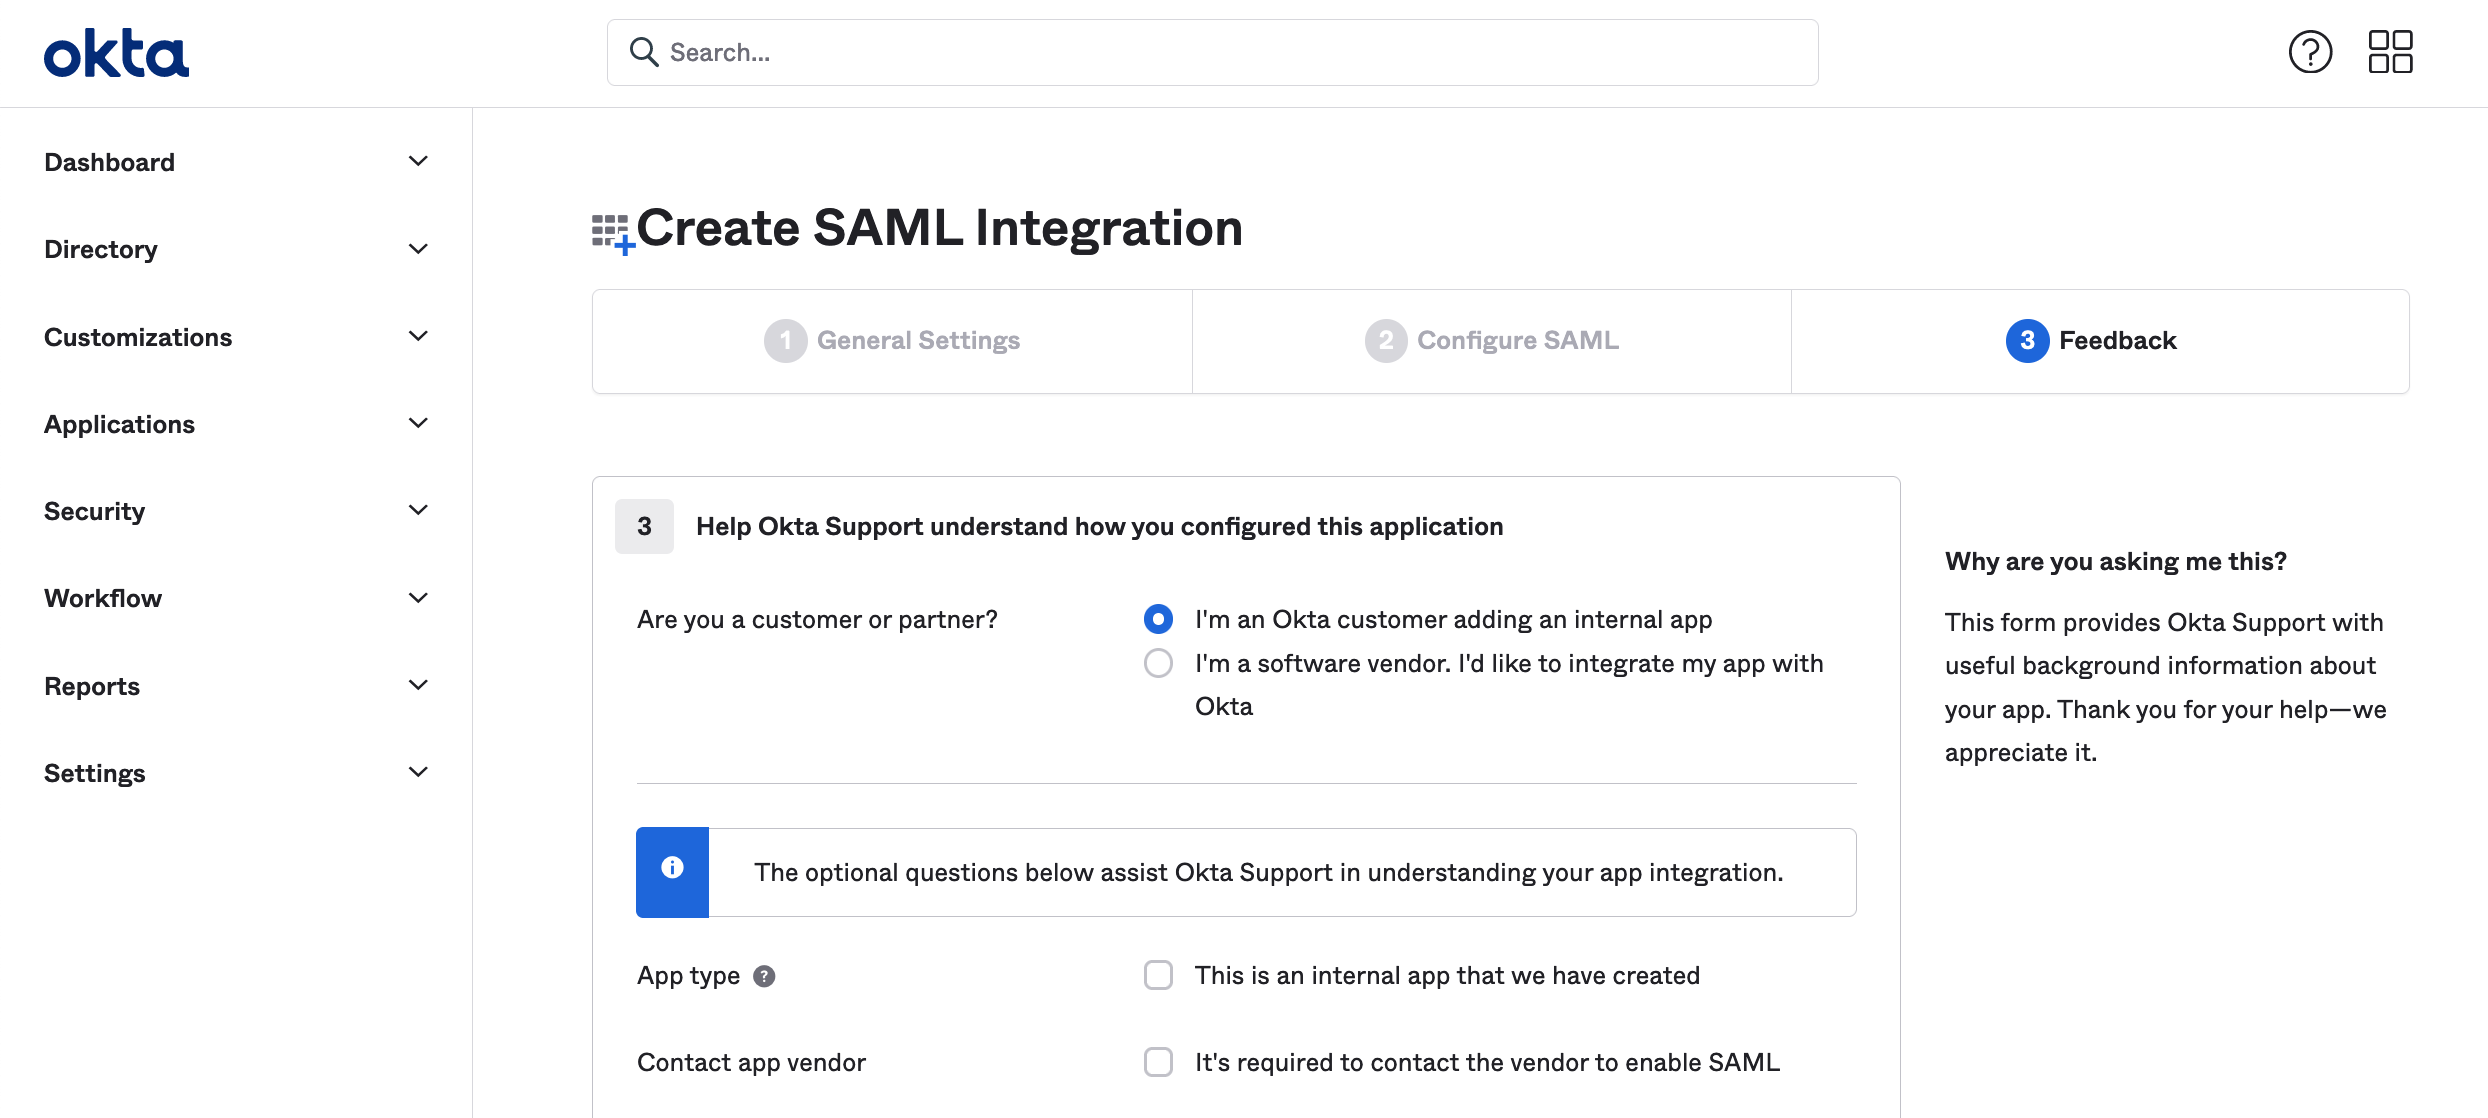 okta
Search...
Dashboard
Directory
Customizations
Applications
Security
Workflow
Reports
Settings
Create SAML Integration
1 General Settings
2 Configure SAML
3 Feedback
3 Help Okta Support understand how you configured this application
Are you a customer or partner?
I'm an Okta customer adding an internal app
I'm a software vendor. I'd like to integrate my app with
Okta
The optional questions below assist Okta Support in understanding your app integration.
App type
This is an internal app that we have created
Contact app vendor
It's required to contact the vendor to enable SAML
Why are you asking me this?
This form provides Okta Support with
useful background information about
your app. Thank you for your help—we
appreciate it.